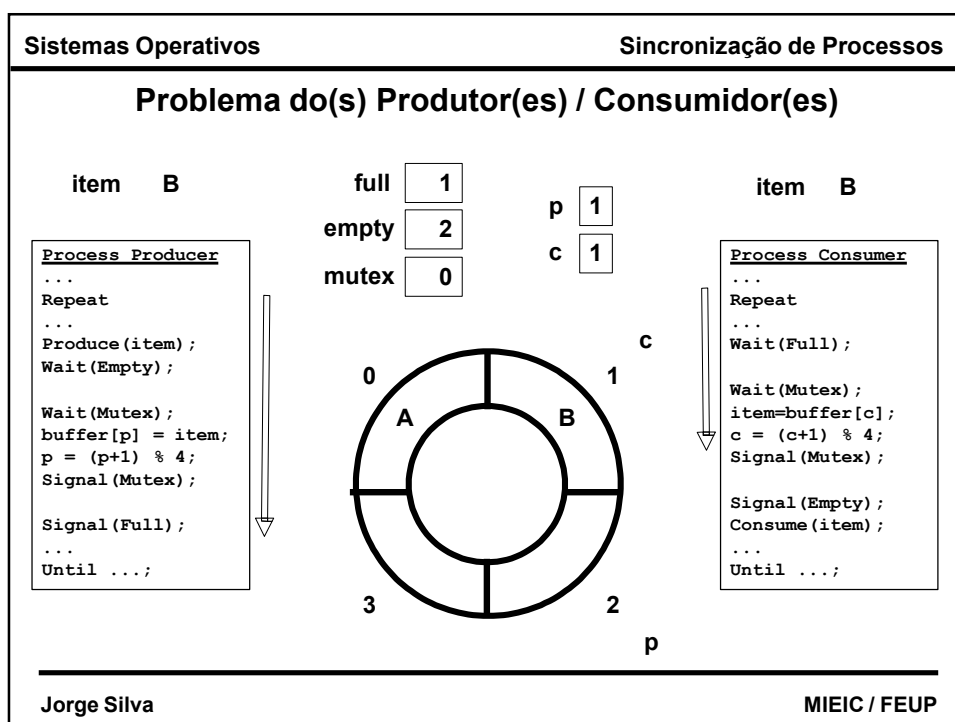 Sistemas Operativos
Sincronização de Processos
Problema do(s) Produtor(es) / Consumidor(es)
item B
full 1
empty 2
mutex 0
p 1
c 1
item B
Process Producer
...
Repeat
...
Produce(item);
Wait(Empty);
Wait(Mutex);
buffer[p] = item;
p = (p+1) % 4;
Signal(Mutex);
Signal(Full);
...
Until ...;
c
0
1
A
B
3
2
p
Process Consumer
...
Repeat
...
Wait(Full);
Wait(Mutex);
item=buffer[c];
c = (c+1) % 4;
Signal(Mutex);
Signal(Empty);
Consume(item);
...
Until ...;
Jorge Silva
MIEIC / FEUP